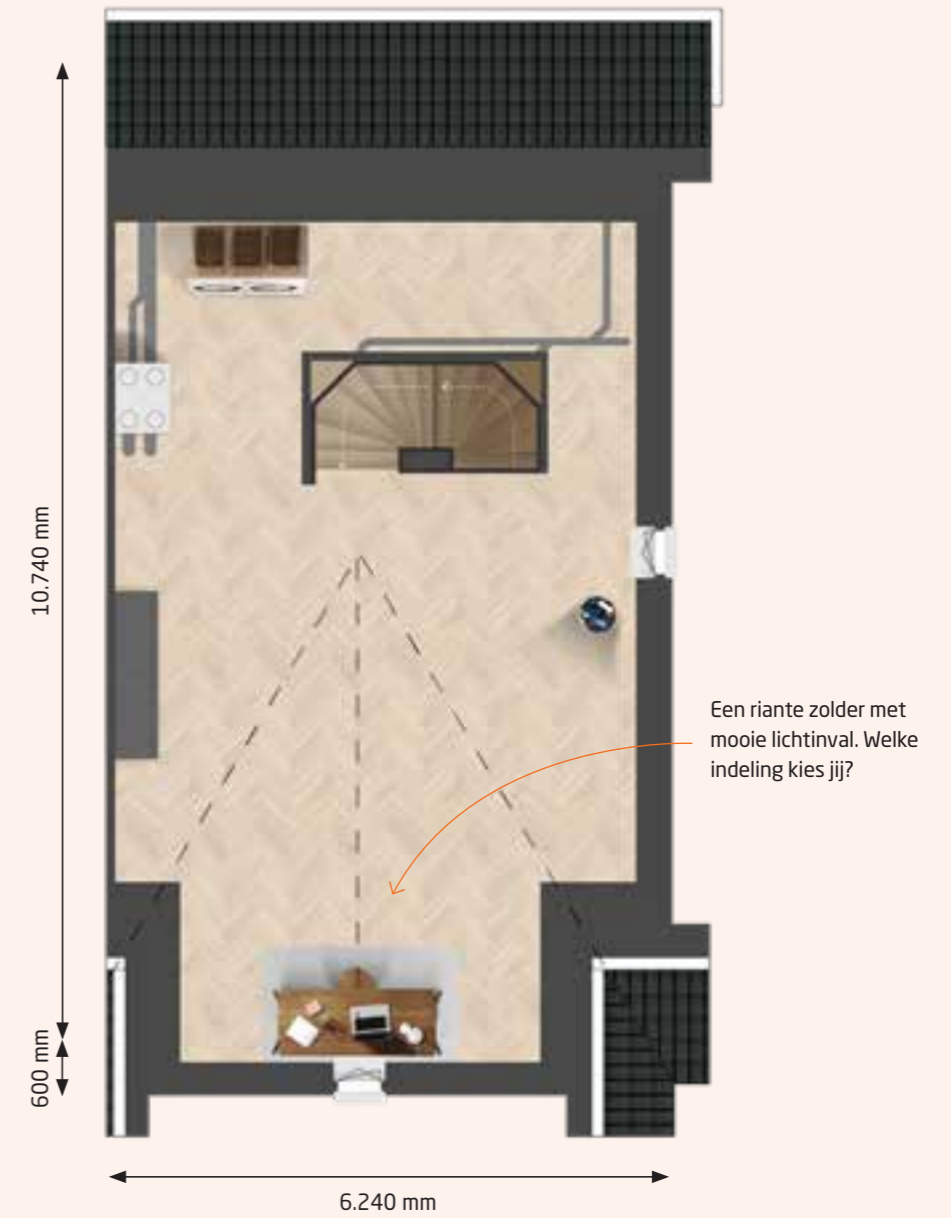 10.740 mm
Een riante zolder met
mooie lichtinval. Welke
indeling kies jij?
600 mm
6.240 mm